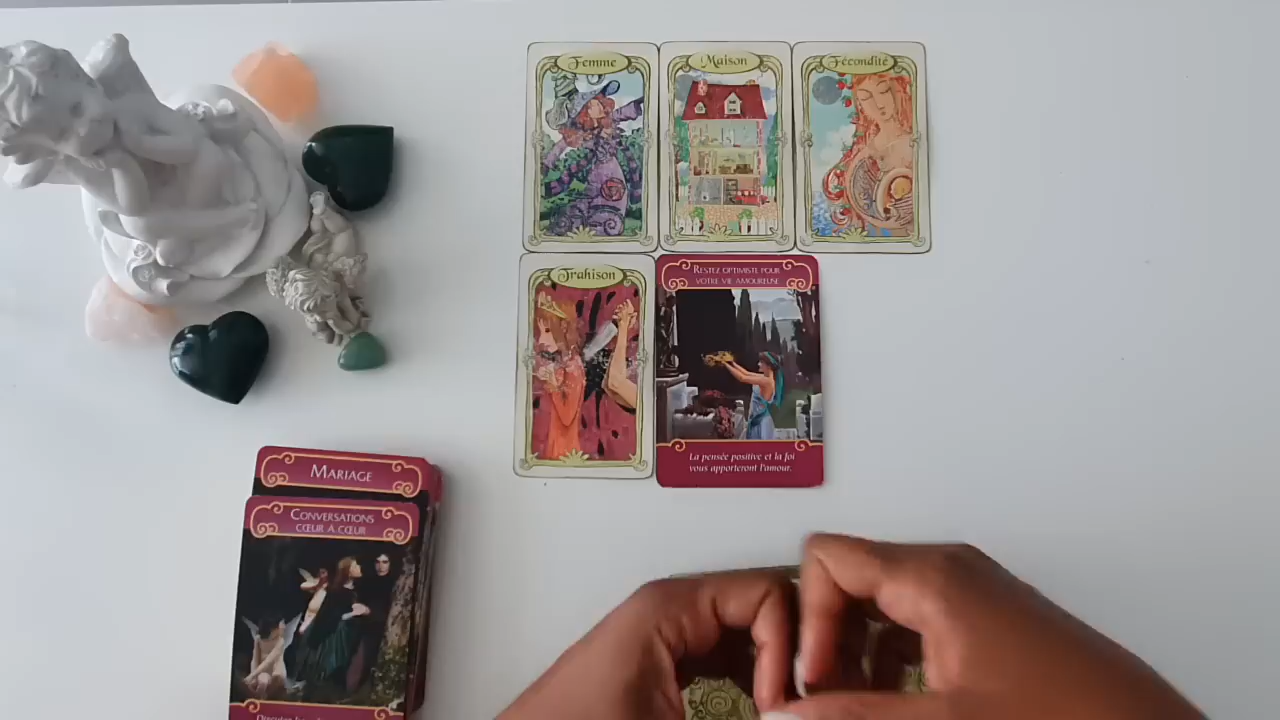 Femme
Maison
Fécondité
Trahison
RESTEZ OPTIMISTE POUR
VOTRE VIE AMOUREUSE
La pensée positive et la foi
vous apporteront l'amour.
MARIAGE
CONVERSATIONS
CŒUR À CŒUR